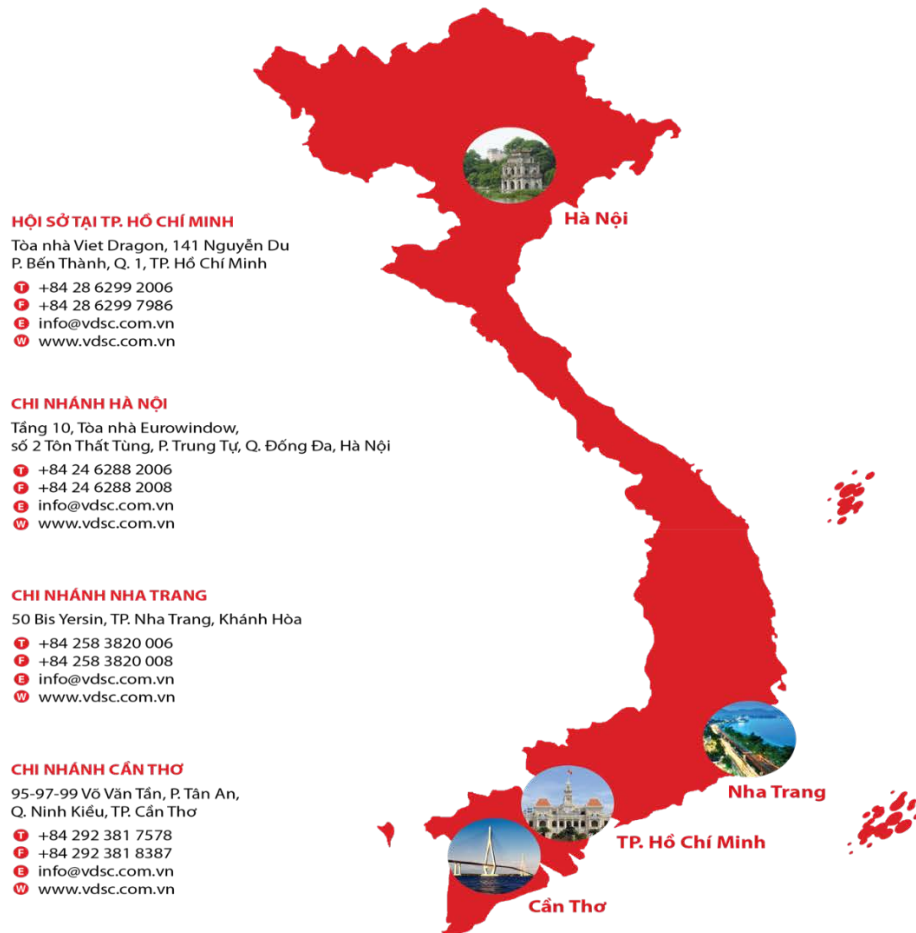 HỘI SỞ TẠI TP. HỒ CHÍ MINH
Tòa nhà Viet Dragon, 141 Nguyễn Du
P. Bến Thành, Q. 1, TP. Hồ Chí Minh
T +84 28 6299 2006
F +84 28 6299 7986
E info@vdsc.com.vn
W www.vdsc.com.vn
CHI NHÁNH HÀ NỘI
Tầng 10, Tòa nhà Eurowindow,
số 2 Tôn Thất Tùng, P. Trung Tự, Q. Đống Đa, Hà Nội
T +84 24 6288 2006
F +84 24 6288 2008
E info@vdsc.com.vn
W www.vdsc.com.vn
CHI NHÁNH NHA TRANG
50 Bis Yersin, TP. Nha Trang, Khánh Hòa
T +84 258 3820 006
F +84 258 3820 008
E info@vdsc.com.vn
W www.vdsc.com.vn
CHI NHÁNH CẦN THƠ
95-97-99 Võ Văn Tần, P. Tân An,
Q. Ninh Kiều, TP. Cần Thơ
T +84 292 381 7578
F +84 292 381 8387
E info@vdsc.com.vn
W www.vdsc.com.vn
Hà Nội
Nha Trang
TP. Hồ Chí Minh
Cần Thơ